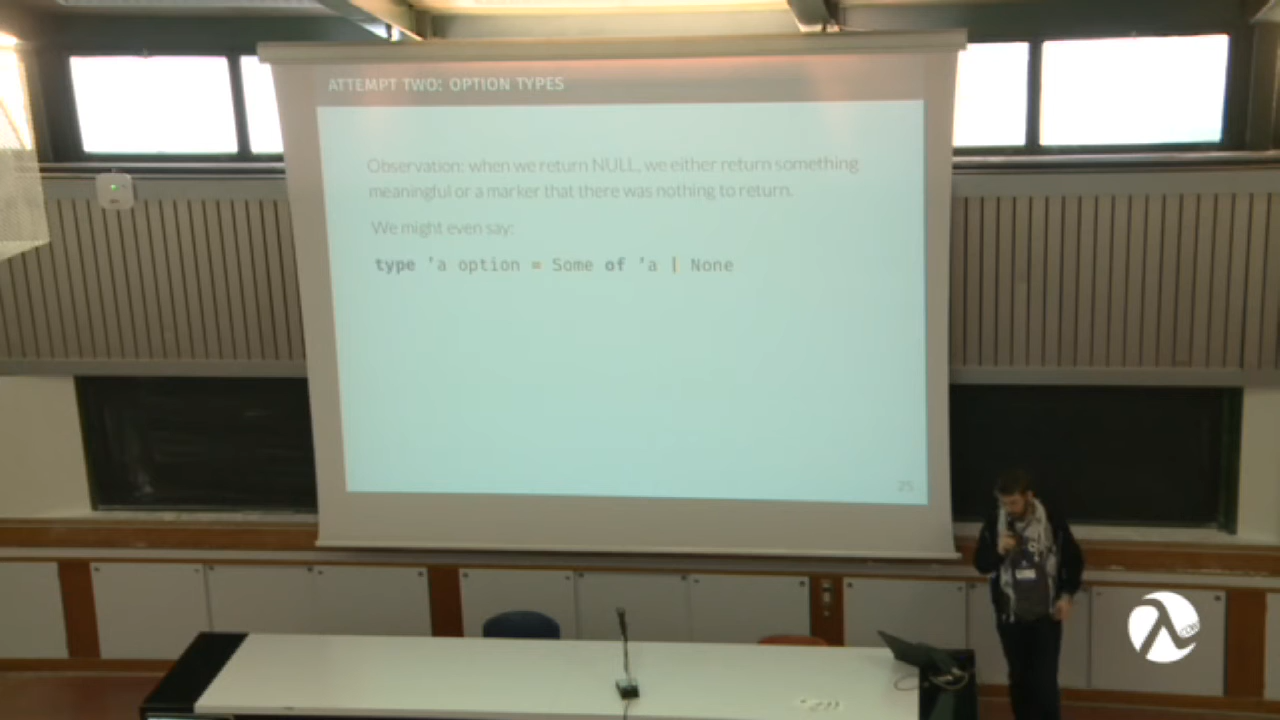 ATTEMPT TWO: OPTION TYPES
Observation: when we return NULL, we either return something
meaningful or a marker that there was nothing to return.
We might even say:
type 'a option = Some of 'a | None
25
λ